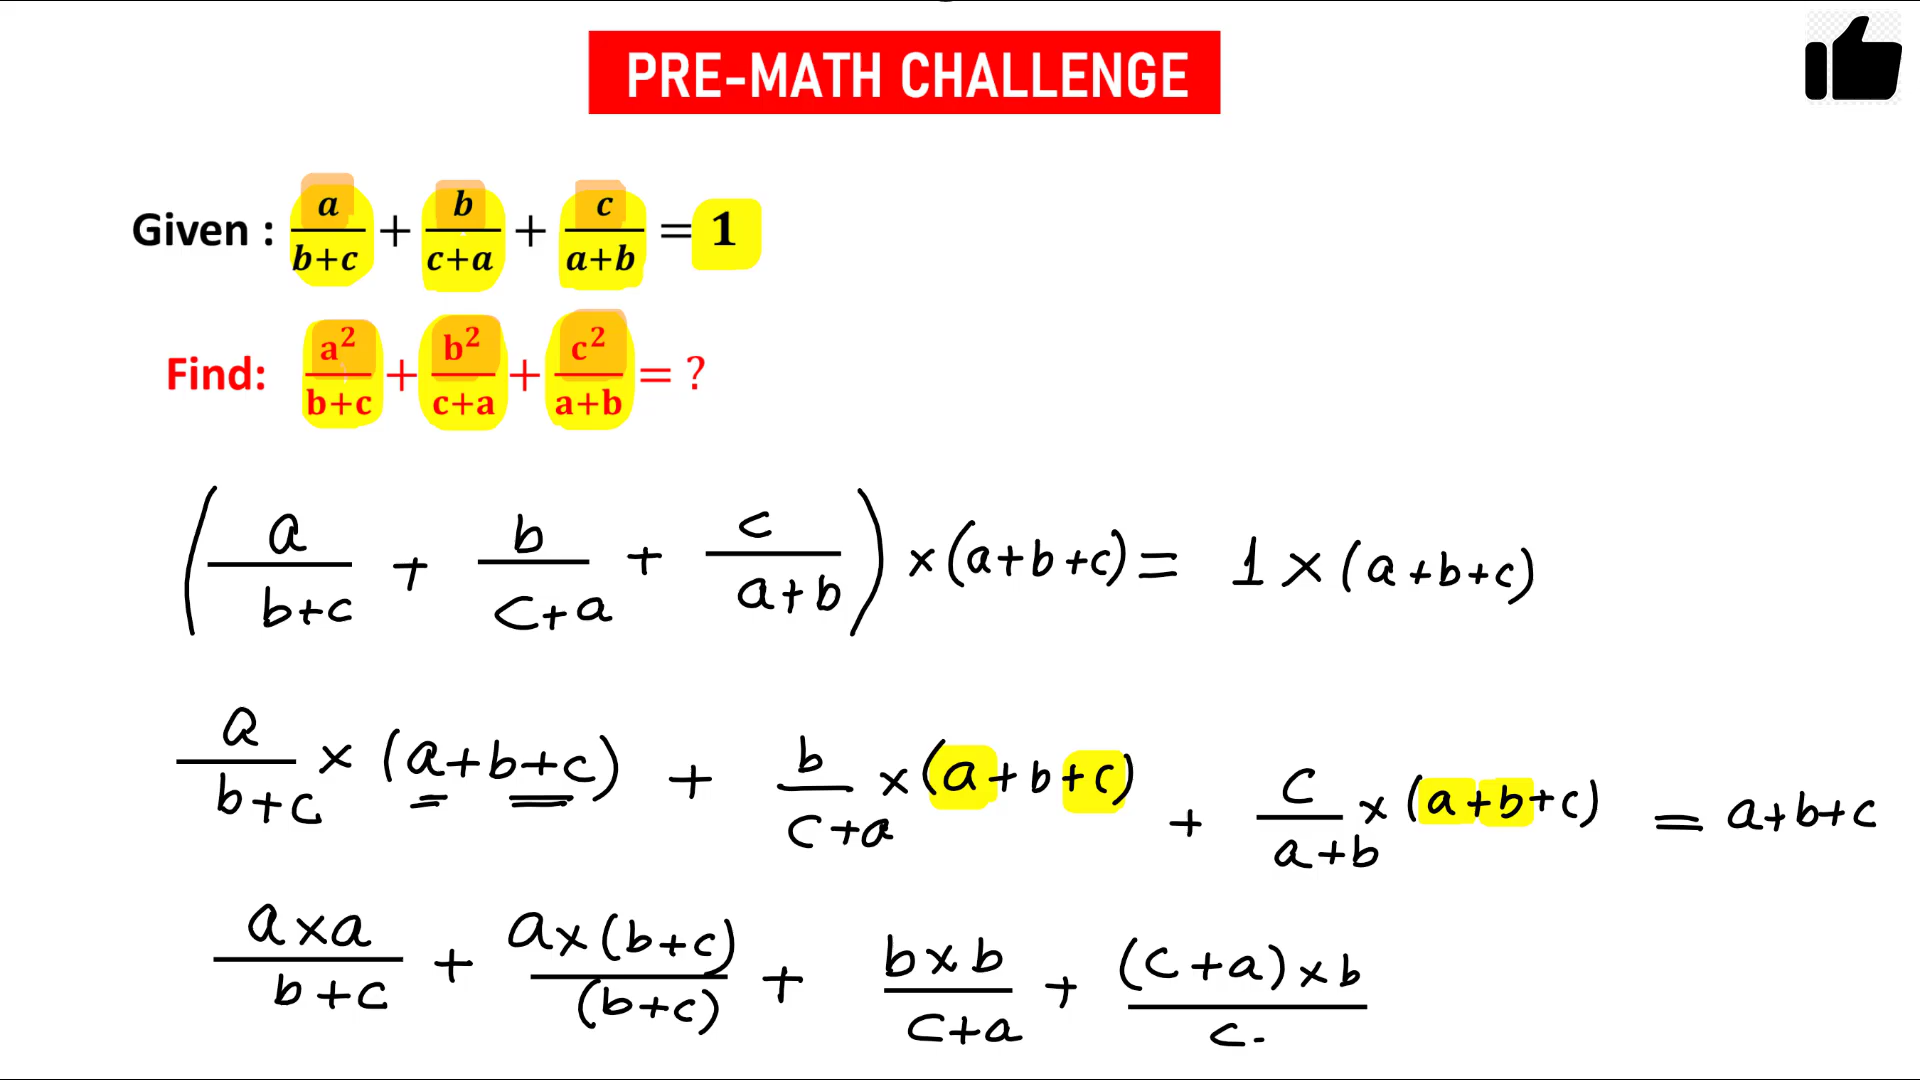 PRE-MATH CHALLENGE
Given : a/(b+c) + b/(c+a) + c/(a+b) = 1
Find: a²/(b+c) + b²/(c+a) + c²/(a+b) = ?
(a/(b+c) + b/(c+a) + c/(a+b)) × (a+b+c) = 1 × (a+b+c)
a/(b+c) × (a+b+c) + b/(c+a) × (a+b+c) + c/(a+b) × (a+b+c) = a+b+c
a×a/(b+c) + a×(b+c)/(b+c) + b×b/(c+a) + (c+a)×b/c-